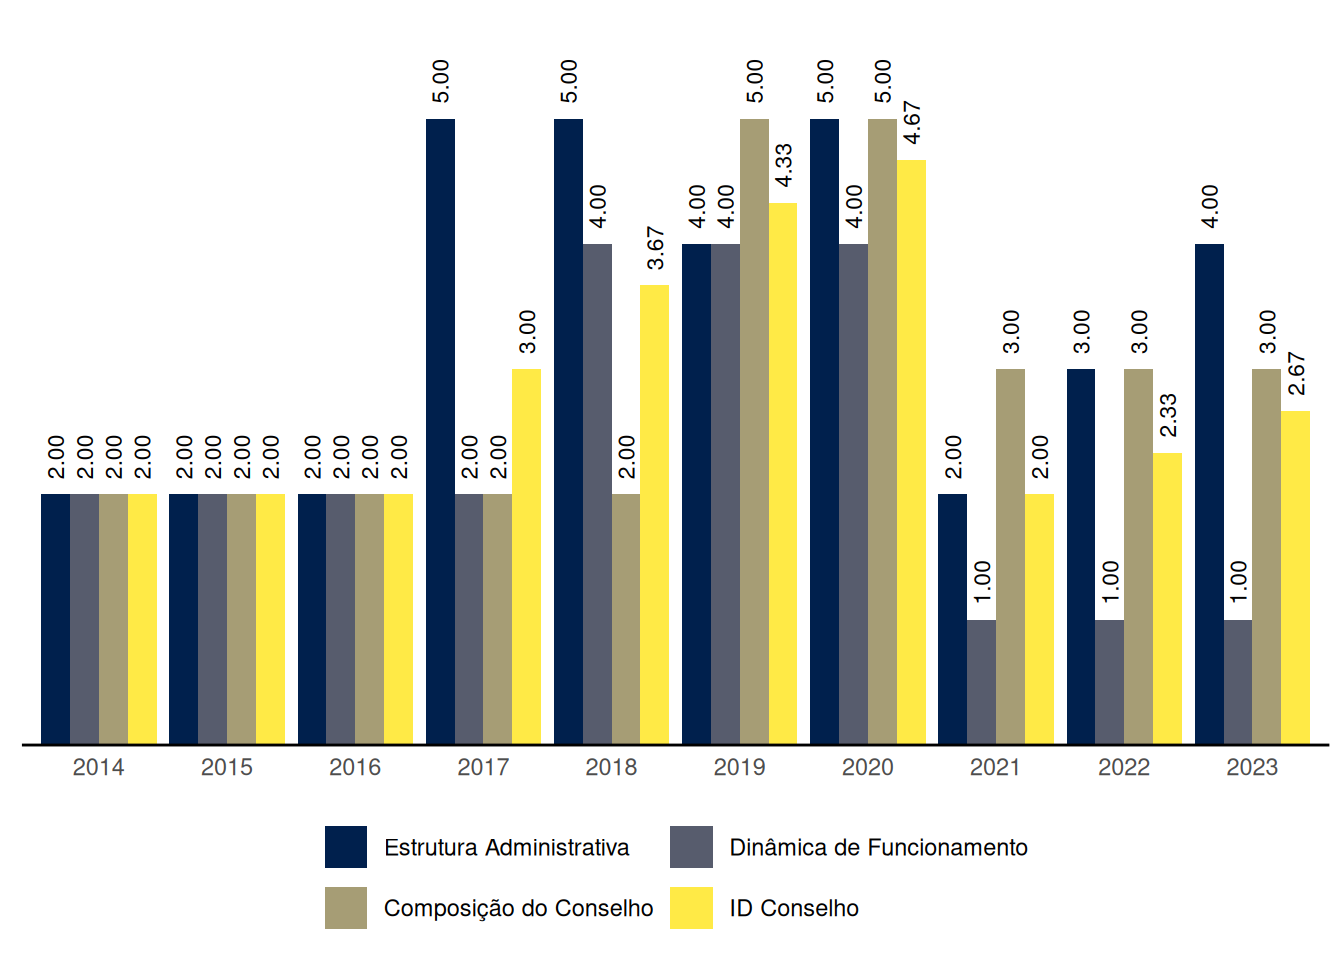 5.00 5.00 5.00 5.00 5.00
4.67
4.33
4.00 4.00 4.00 4.00 4.00
3.67
3.00 3.00 3.00 3.00 3.00
2.67
2.33
2.00 2.00 2.00 2.00 2.00 2.00 2.00 2.00 2.00 2.00 2.00 2.00 2.00 2.00 2.00 2.00 2.00
1.00 1.00 1.00
2014 2015 2016 2017 2018 2019 2020 2021 2022 2023
Estrutura Administrativa Dinâmica de Funcionamento
Composição do Conselho ID Conselho